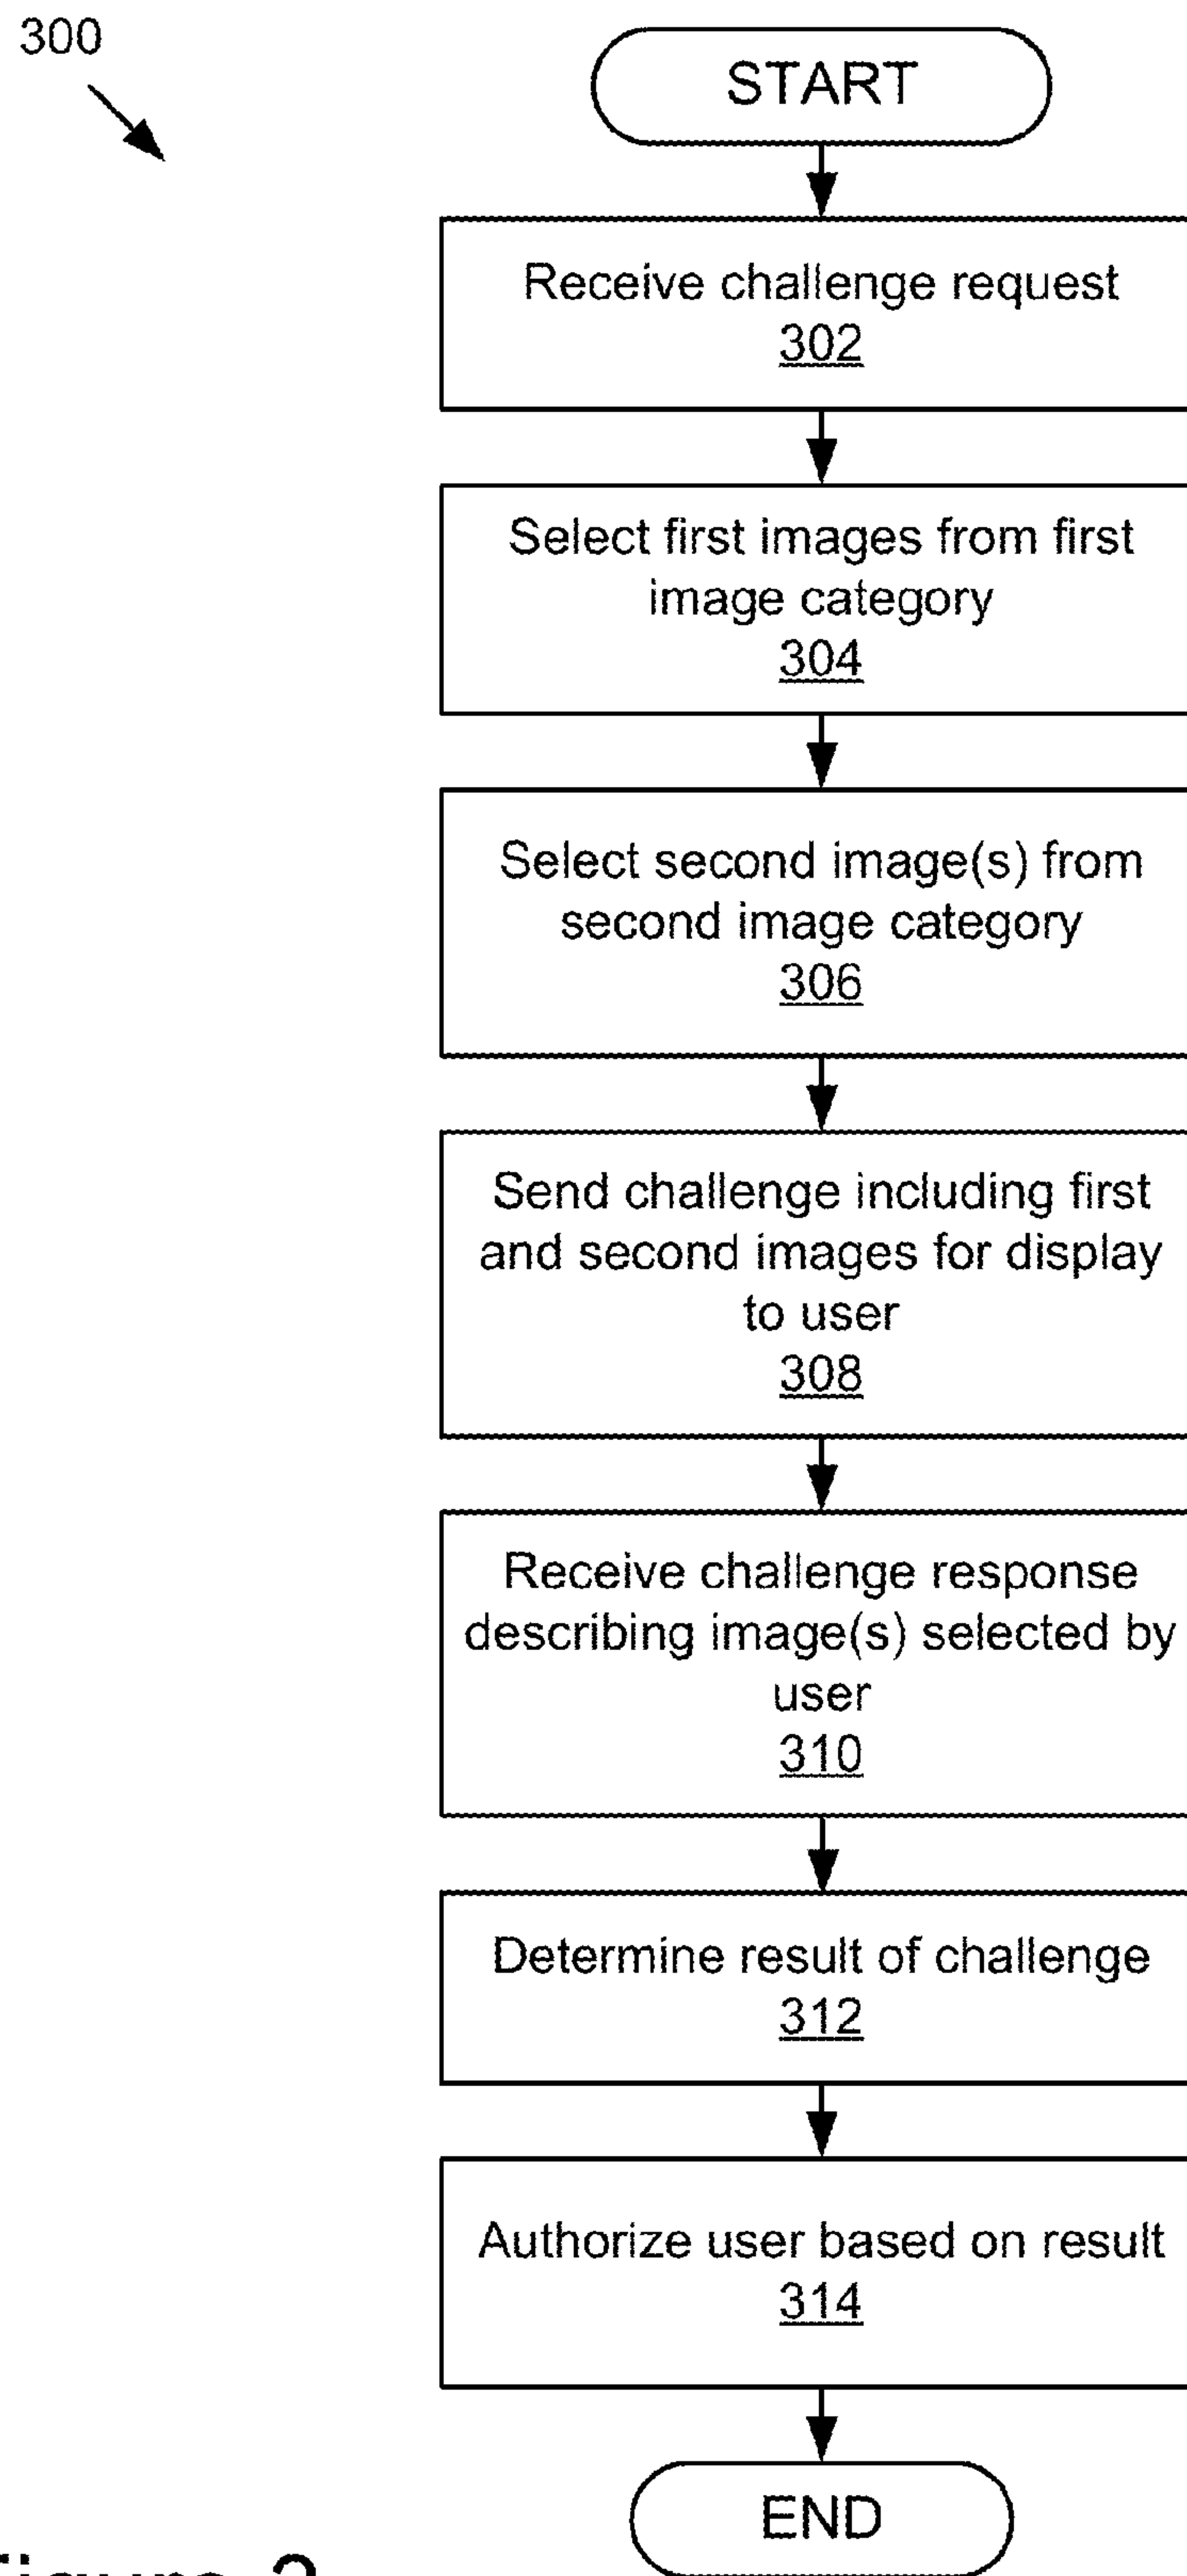 300
START
Receive challenge request
302
Select first images from first
image category
304
Select second image(s) from
second image category
306
Send challenge including first
and second images for display
to user
308
Receive challenge response
describing image(s) selected by
user
310
Determine result of challenge
312
Authorize user based on result
314
END